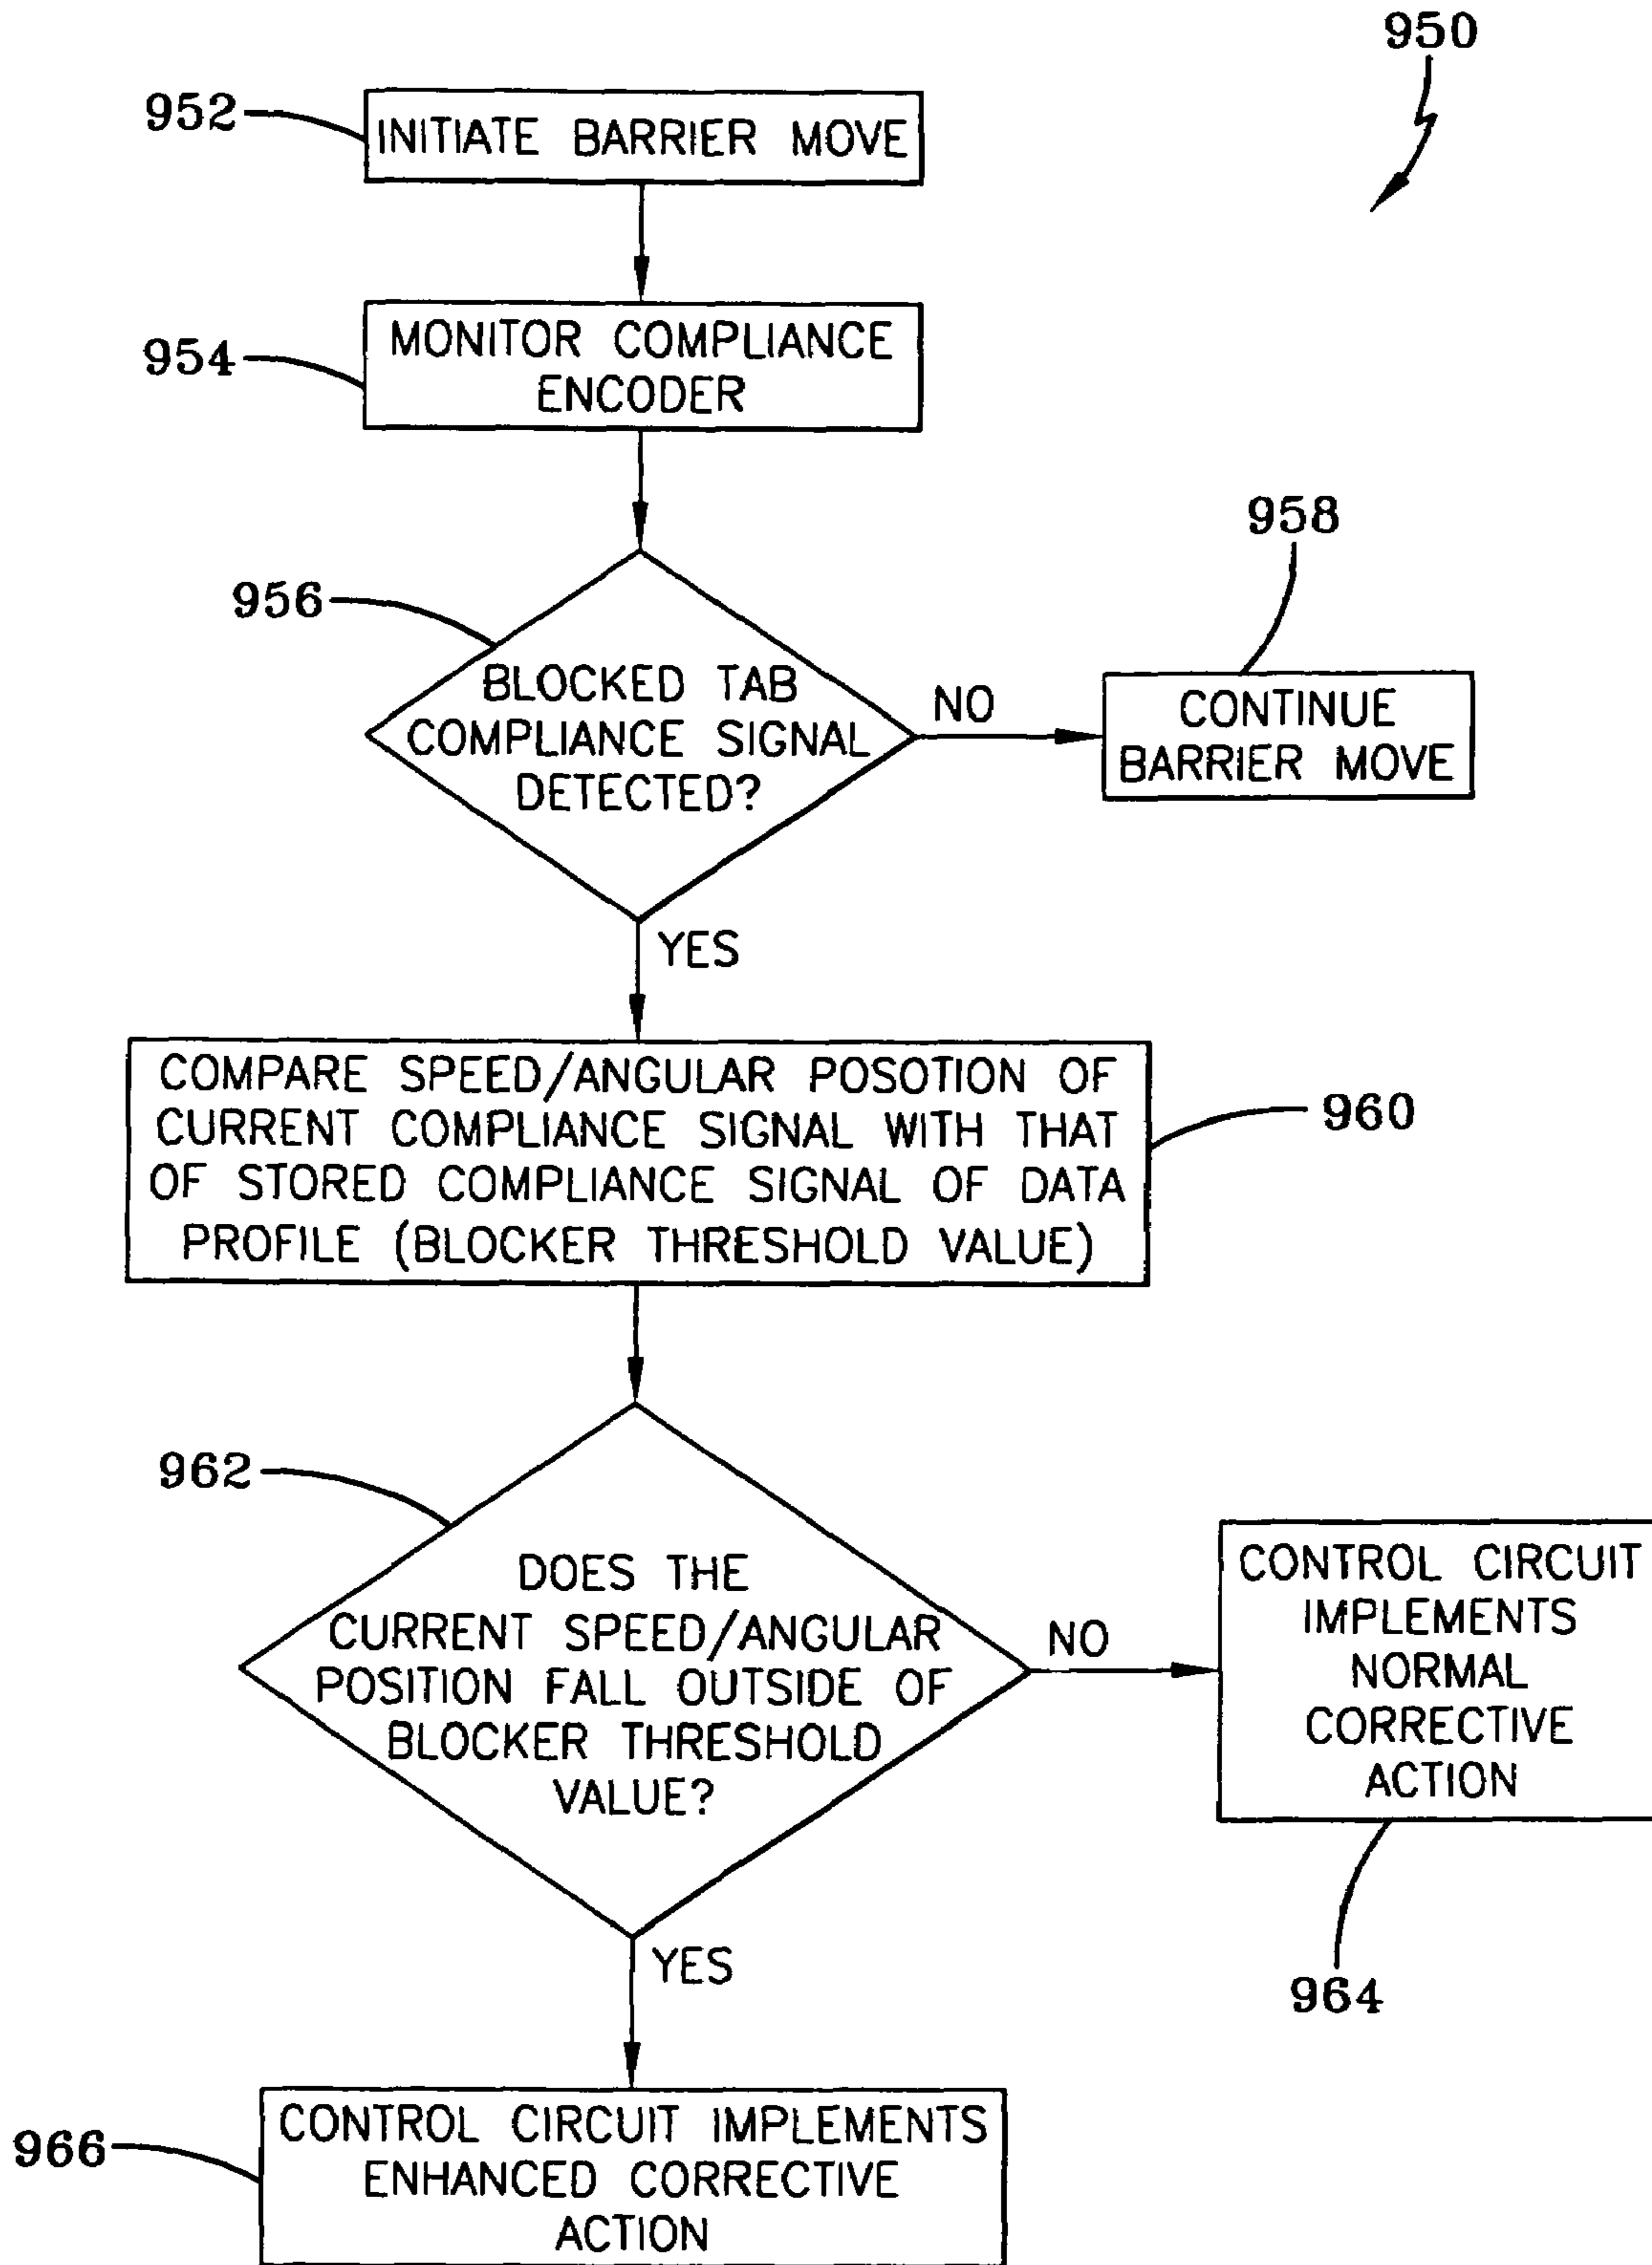 950
952
INITIATE BARRIER MOVE
954
MONITOR COMPLIANCE
ENCODER
956
BLOCKED TAB
COMPLIANCE SIGNAL
DETECTED?
NO
958
CONTINUE
BARRIER MOVE
YES
COMPARE SPEED/ANGULAR POSOTION OF
CURRENT COMPLIANCE SIGNAL WITH THAT
OF STORED COMPLIANCE SIGNAL OF DATA
PROFILE (BLOCKER THRESHOLD VALUE)
960
962
DOES THE
CURRENT SPEED/ANGULAR
POSITION FALL OUTSIDE OF
BLOCKER THRESHOLD
VALUE?
NO
CONTROL CIRCUIT
IMPLEMENTS
NORMAL
CORRECTIVE
ACTION
964
YES
966
CONTROL CIRCUIT IMPLEMENTS
ENHANCED CORRECTIVE
ACTION